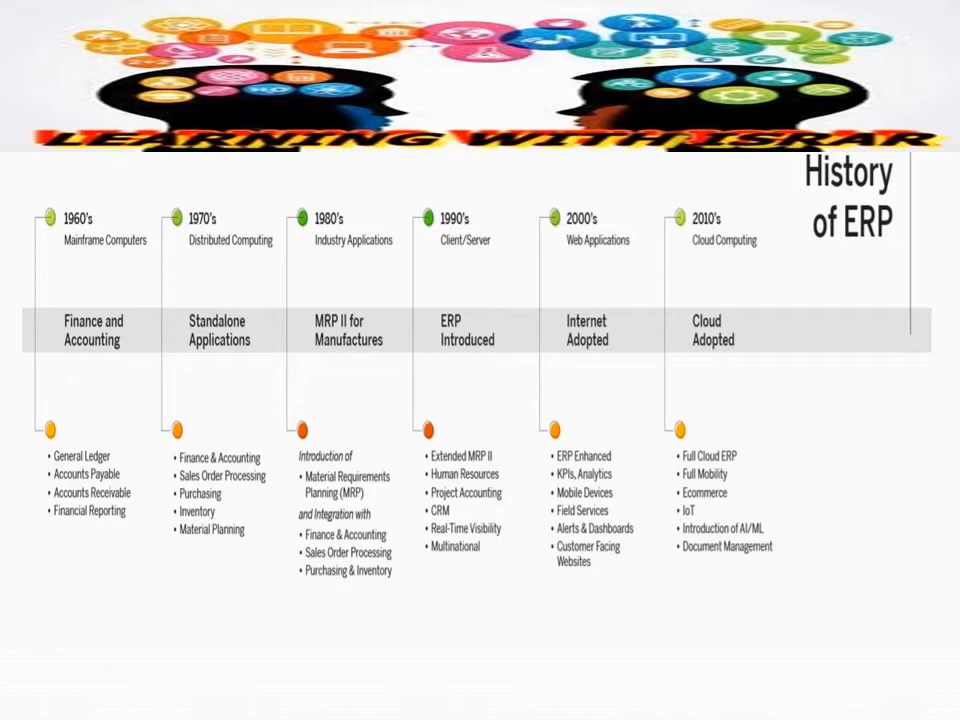 LEARNING WITH ISRAR
History
of ERP
1960's
Mainframe Computers
Finance and
Accounting
• General Ledger
• Accounts Payable
• Accounts Receivable
• Financial Reporting
1970's
Distributed Computing
Standalone
Applications
• Finance & Accounting
• Sales Order Processing
• Purchasing
• Inventory
• Material Planning
1980's
Industry Applications
MRP II for
Manufactures
Introduction of
• Material Requirements
Planning (MRP)
and Integration with
• Finance & Accounting
• Sales Order Processing
• Purchasing & Inventory
1990's
Client/Server
ERP
Introduced
• Extended MRP II
• Human Resources
• Project Accounting
• CRM
• Real-Time Visibility
• Multinational
2000's
Web Applications
Internet
Adopted
• ERP Enhanced
• KPIs, Analytics
• Mobile Devices
• Field Services
• Alerts & Dashboards
• Customer Facing
Websites
2010's
Cloud Computing
Cloud
Adopted
• Full Cloud ERP
• Full Mobility
• Ecommerce
• IoT
• Introduction of AI/ML
• Document Management